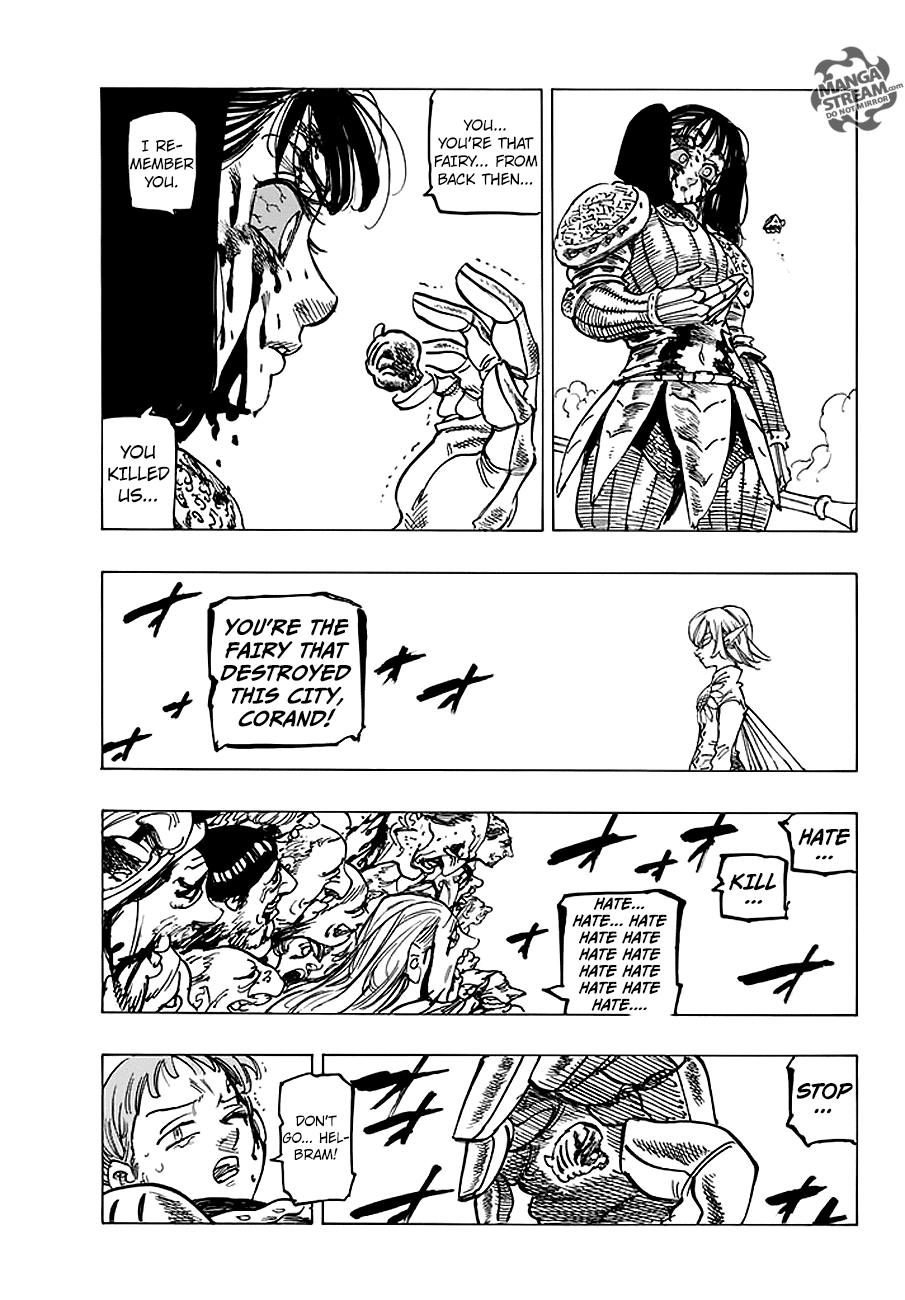 MANGA
STREAM.com
DO NOT MIRROR
YOU...
YOU'RE THAT
FAIRY... FROM
BACK THEN...
I RE-
MEMBER
YOU.
YOU
KILLED
US...
YOU'RE THE
FAIRY THAT
DESTROYED
THIS CITY,
CORAND!
HATE
...
KILL
...
HATE...
HATE... HATE
HATE HATE
HATE HATE
HATE HATE
HATE HATE
HATE....
STOP
...
DON'T
GO... HEL-
BRAM!